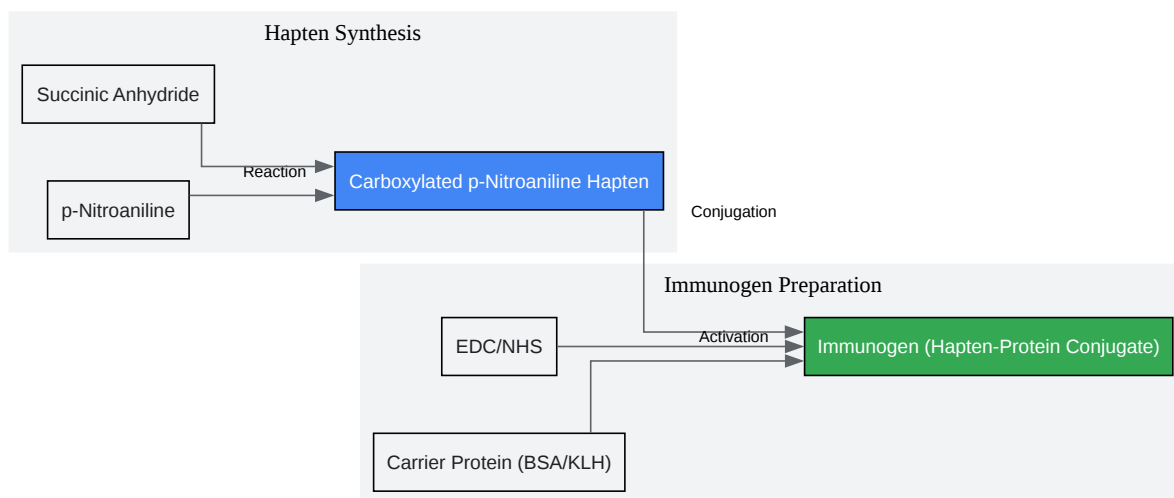 Hapten Synthesis
Succinic Anhydride
Reaction
Carboxylated p-Nitroaniline Hapten
p-Nitroaniline
Conjugation
Immunogen Preparation
EDC/NHS
Activation
Immunogen (Hapten-Protein Conjugate)
Carrier Protein (BSA/KLH)